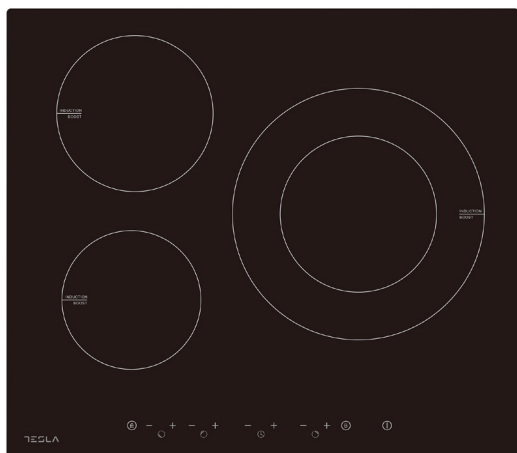 INDUCTION
BOOST
INDUCTION
BOOST
INDUCTION
BOOST
B − + − + − + − + B
TESLA